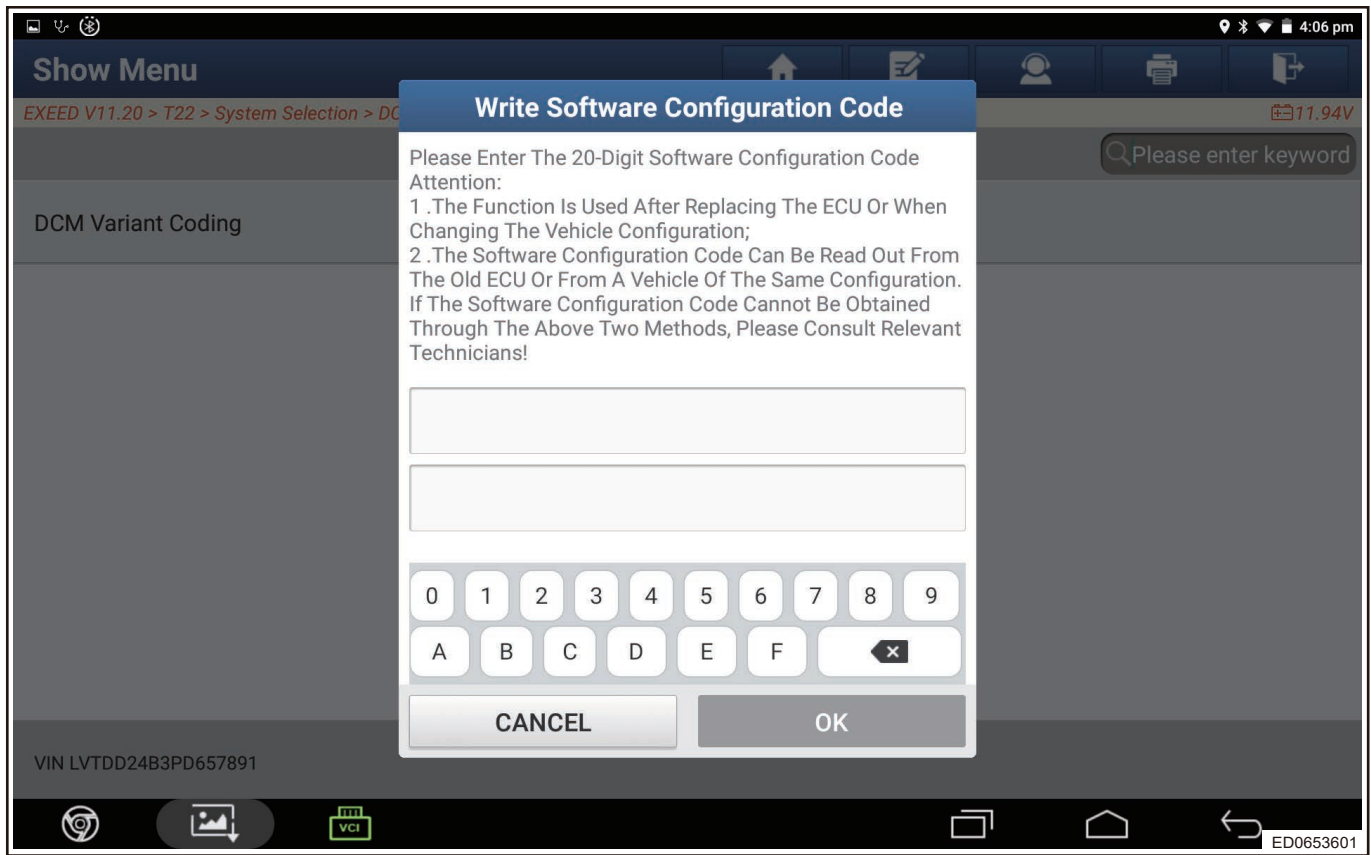 4:06 pm
Show Menu
EXEED V11.20 > T22 > System Selection > DC
11.94V
Write Software Configuration Code
Please enter keyword
DCM Variant Coding
Please Enter The 20-Digit Software Configuration Code
Attention:
1 .The Function Is Used After Replacing The ECU Or When
Changing The Vehicle Configuration;
2 .The Software Configuration Code Can Be Read Out From
The Old ECU Or From A Vehicle Of The Same Configuration.
If The Software Configuration Code Cannot Be Obtained
Through The Above Two Methods, Please Consult Relevant
Technicians!
0 1 2 3 4 5 6 7 8 9
A B C D E F
CANCEL OK
VIN LVTDD24B3PD657891
VCI
ED0653601